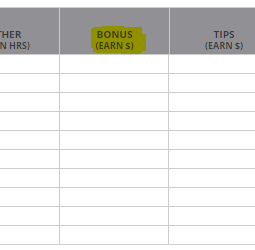 THER
N HRS)
BONUS
(EARN $)
TIPS
(EARN $)